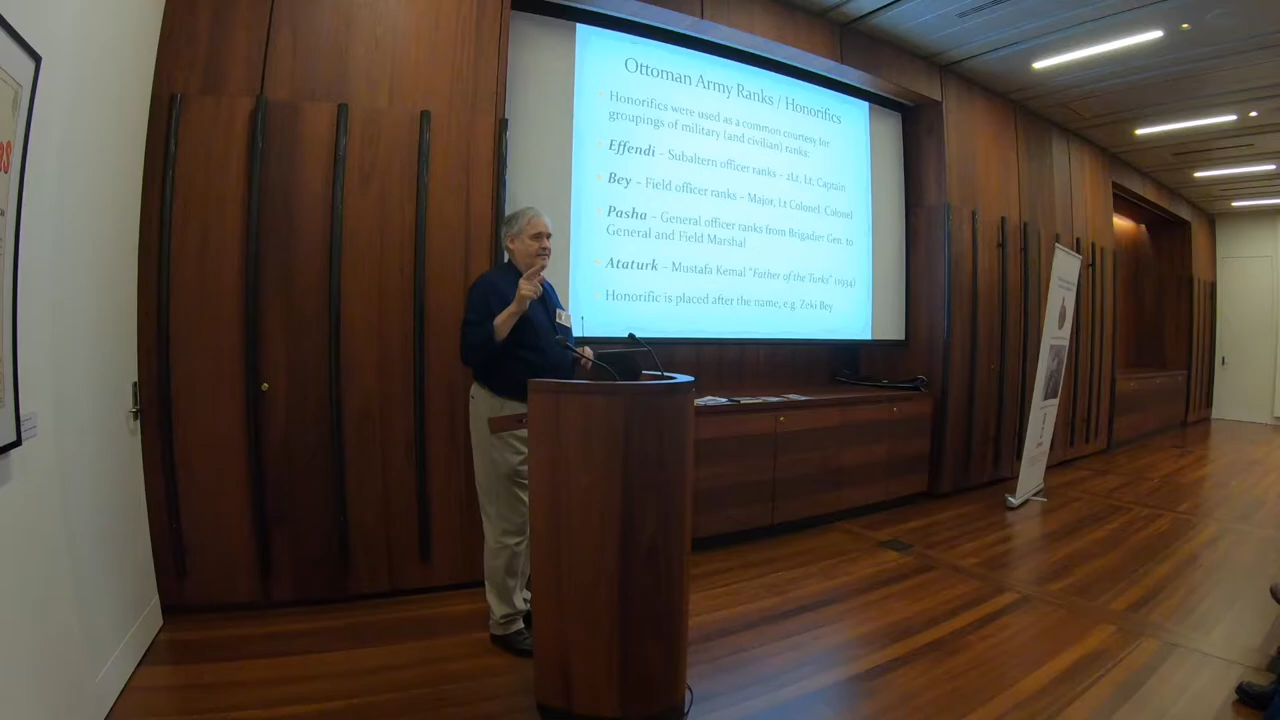 Ottoman Army Ranks / Honorifics
Honorifics were used as a common courtesy for
groupings of military (and civilian) ranks:
Effendi – Subaltern officer ranks – 2Lt, Lt, Captain
Bey – Field officer ranks – Major, Lt Colonel, Colonel
Pasha – General officer ranks from Brigadier Gen. to
General and Field Marshal
Ataturk – Mustafa Kemal "Father of the Turks" (1934)
Honorific is placed after the name, e.g. Zeki Bey